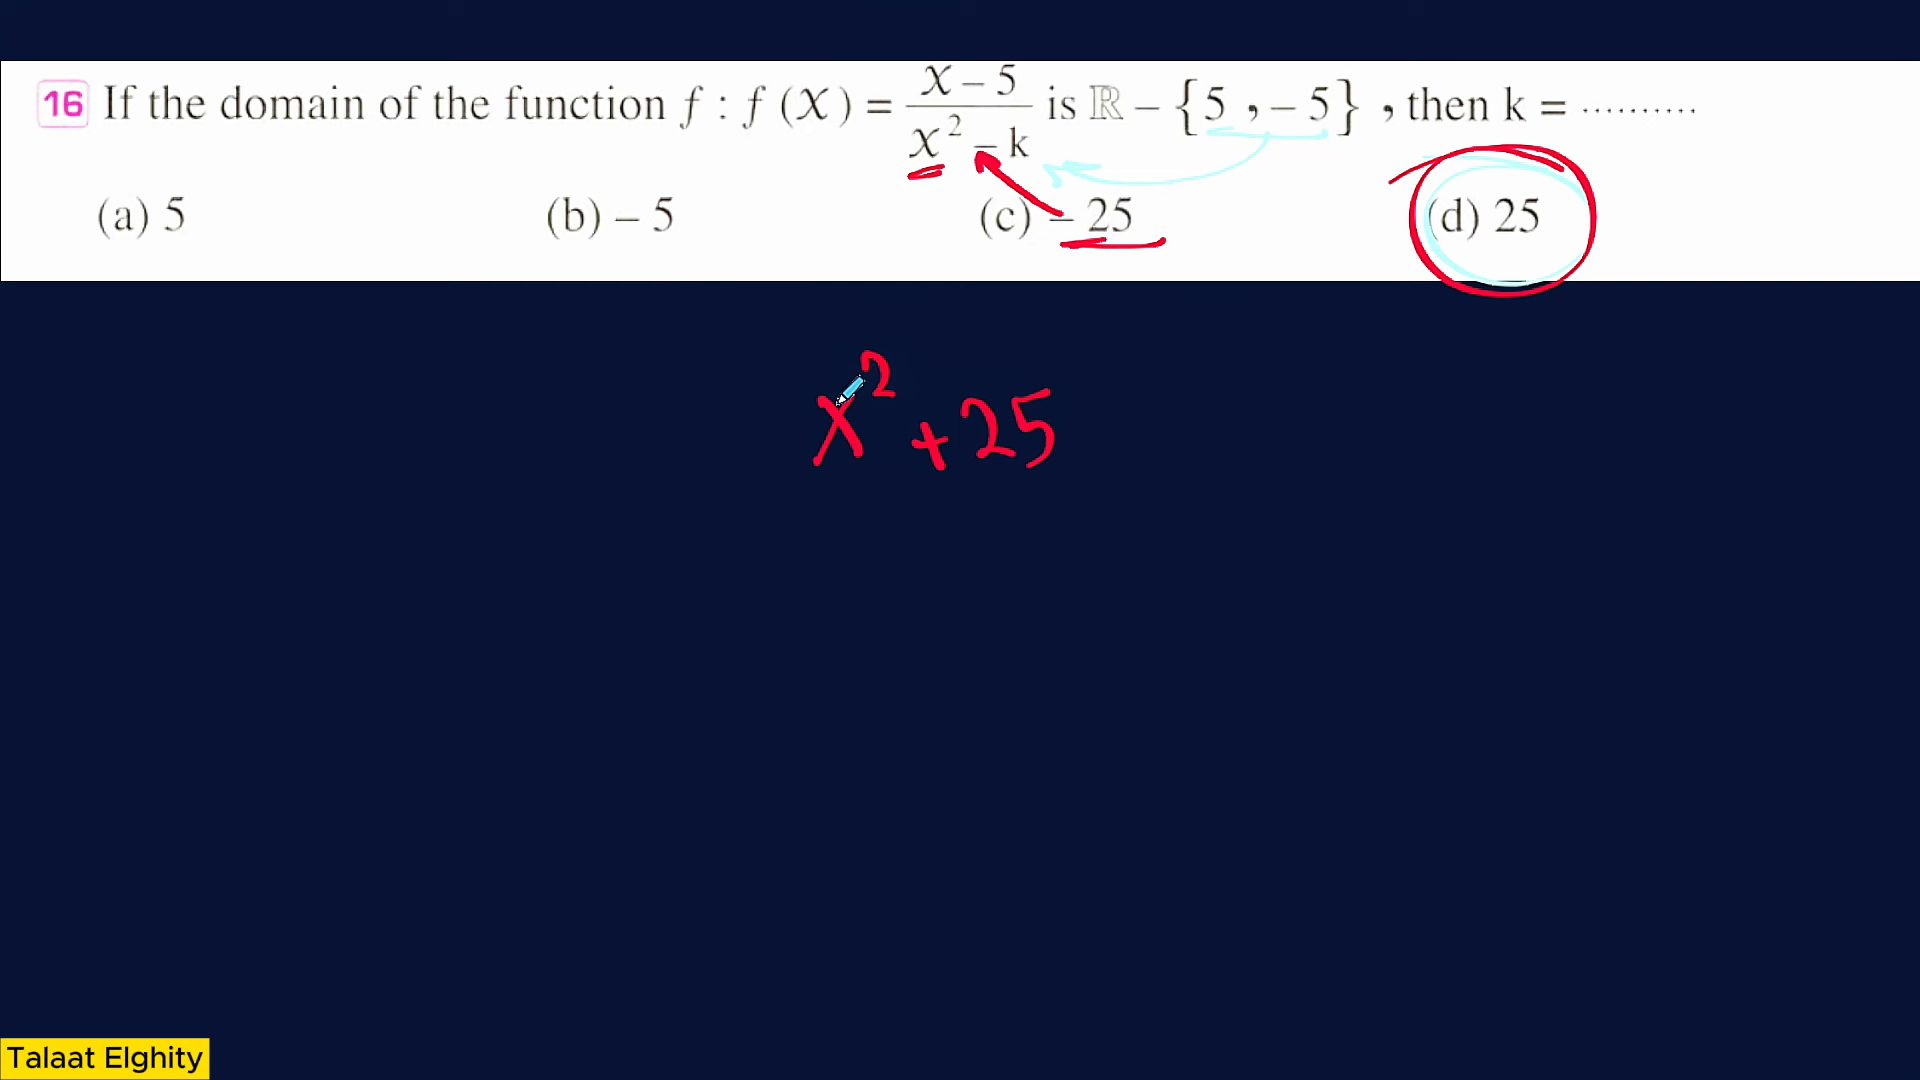 16 If the domain of the function f : f (X) = \frac{X – 5}{X² – k} is ℝ – {5 , – 5} , then k = ··········
(a) 5 (b) – 5 (c) – 25 (d) 25
x² + 25
Talaat Elghity